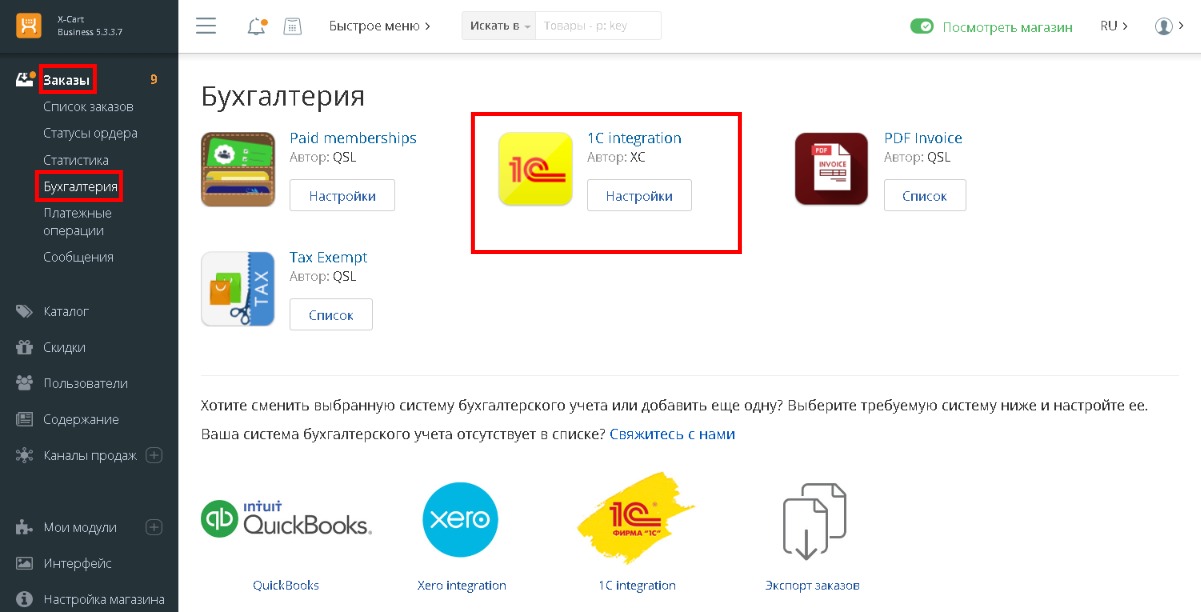 X-Cart
Business 5.3.3.7
Быстрое меню
Искать в
Товары - p: key
Посмотреть магазин
RU
Заказы
9
Список заказов
Статусы ордера
Статистика
Бухгалтерия
Платежные
операции
Сообщения
Каталог
Скидки
Пользователи
Содержание
Каналы продаж
Мои модули
Интерфейс
Настройка магазина
Бухгалтерия
Paid memberships
Автор: QSL
Настройки
1С
1C integration
Автор: XC
Настройки
PDF
INVOICE
PDF Invoice
Автор: QSL
Список
TAX
Tax Exempt
Автор: QSL
Список
Хотите сменить выбранную систему бухгалтерского учета или добавить еще одну? Выберите требуемую систему ниже и настройте ее.
Ваша система бухгалтерского учета отсутствует в списке? Свяжитесь с нами
qb intuit QuickBooks.
xero
1С
ФИРМА "1С"
QuickBooks
Xero integration
1C integration
Экспорт заказов